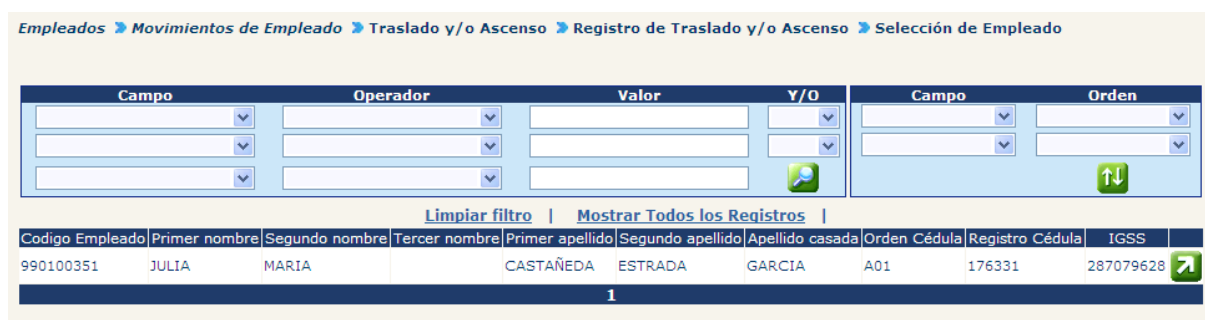 Empleados Movimientos de Empleado Traslado y/o Ascenso Registro de Traslado y/o Ascenso Selección de Empleado
Campo Operador Valor Y/O Campo Orden
Limpiar filtro | Mostrar Todos los Registros |
Codigo Empleado Primer nombre Segundo nombre Tercer nombre Primer apellido Segundo apellido Apellido casada Orden Cédula Registro Cédula IGSS
990100351 JULIA MARIA CASTAÑEDA ESTRADA GARCIA A01 176331 287079628
1